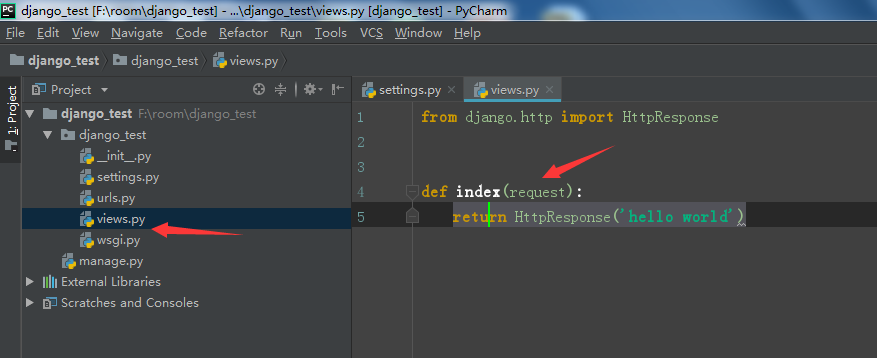 PC django_test [F:\room\django_test] - ...\django_test\views.py [django_test] - PyCharm
File Edit View Navigate Code Refactor Run Tools VCS Window Help
django_test django_test views.py
1: Project
Project
django_test F:\room\django_test
django_test
__init__.py
settings.py
urls.py
views.py
wsgi.py
manage.py
External Libraries
Scratches and Consoles
settings.py views.py
1 from django.http import HttpResponse
2
3
4 def index(request):
5 return HttpResponse('hello world')